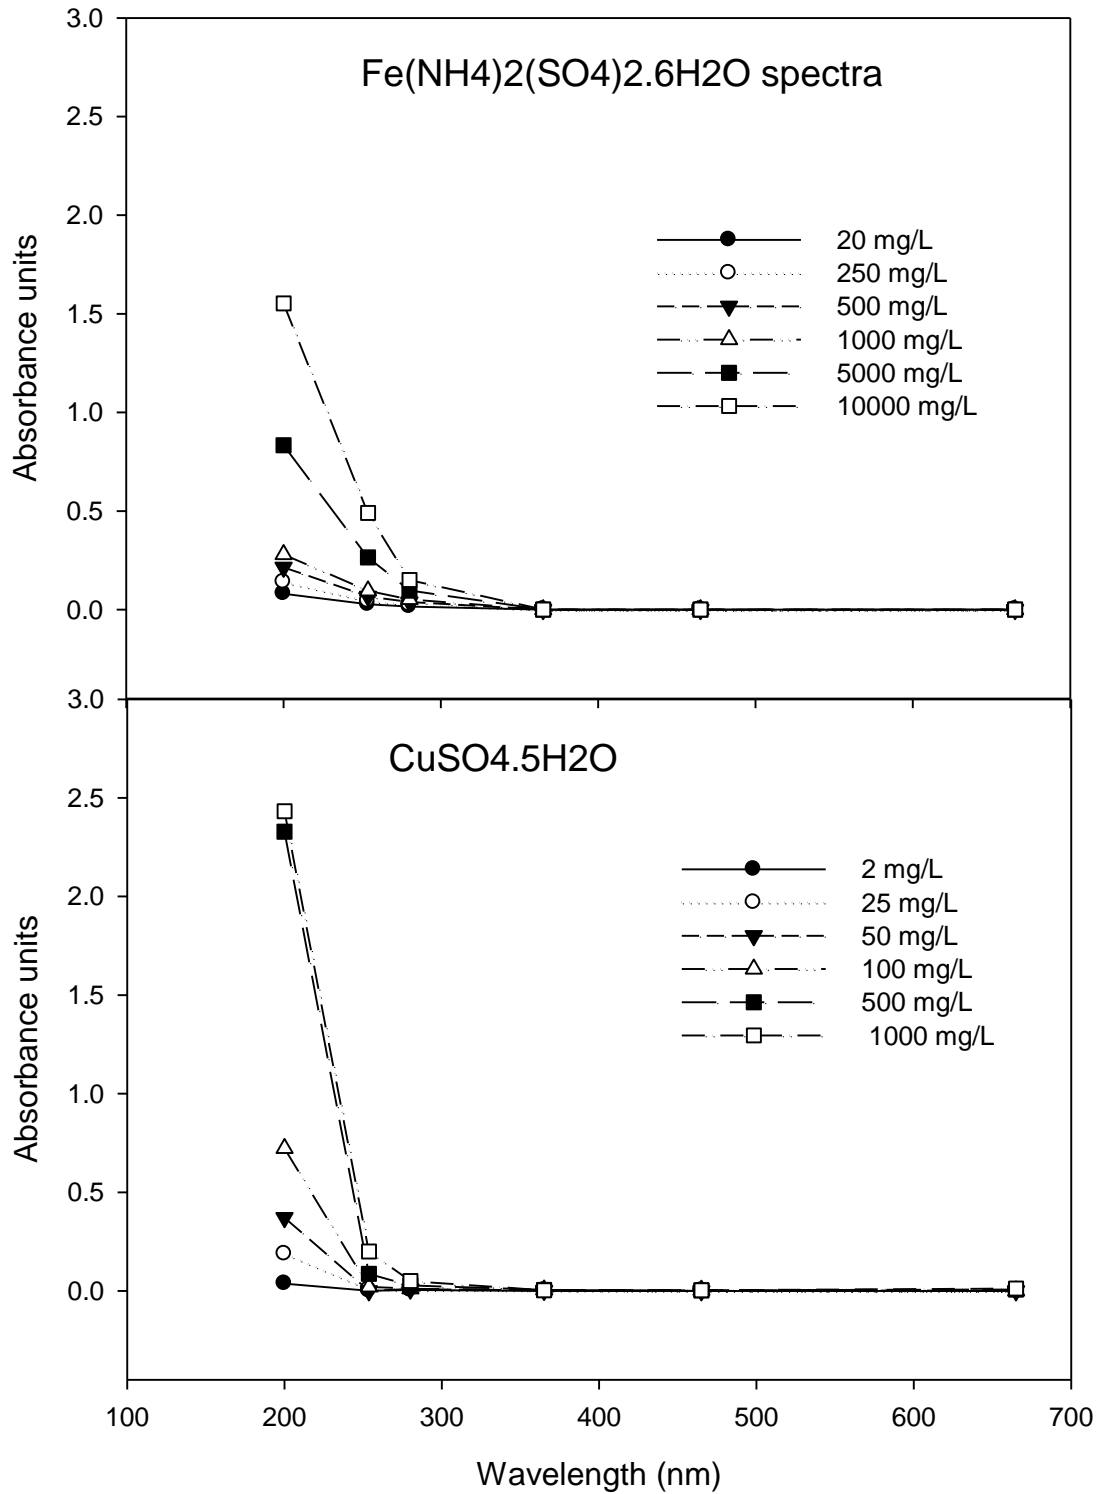 3.0
Fe(NH4)2(SO4)2.6H2O spectra
2.5
2.0
20 mg/L
250 mg/L
500 mg/L
1000 mg/L
5000 mg/L
10000 mg/L
1.5
1.0
0.5
0.0
Absorbance units
3.0
CuSO4.5H2O
2.5
2.0
2 mg/L
25 mg/L
50 mg/L
100 mg/L
500 mg/L
1000 mg/L
1.5
1.0
0.5
0.0
Absorbance units
100 200 300 400 500 600 700
Wavelength (nm)